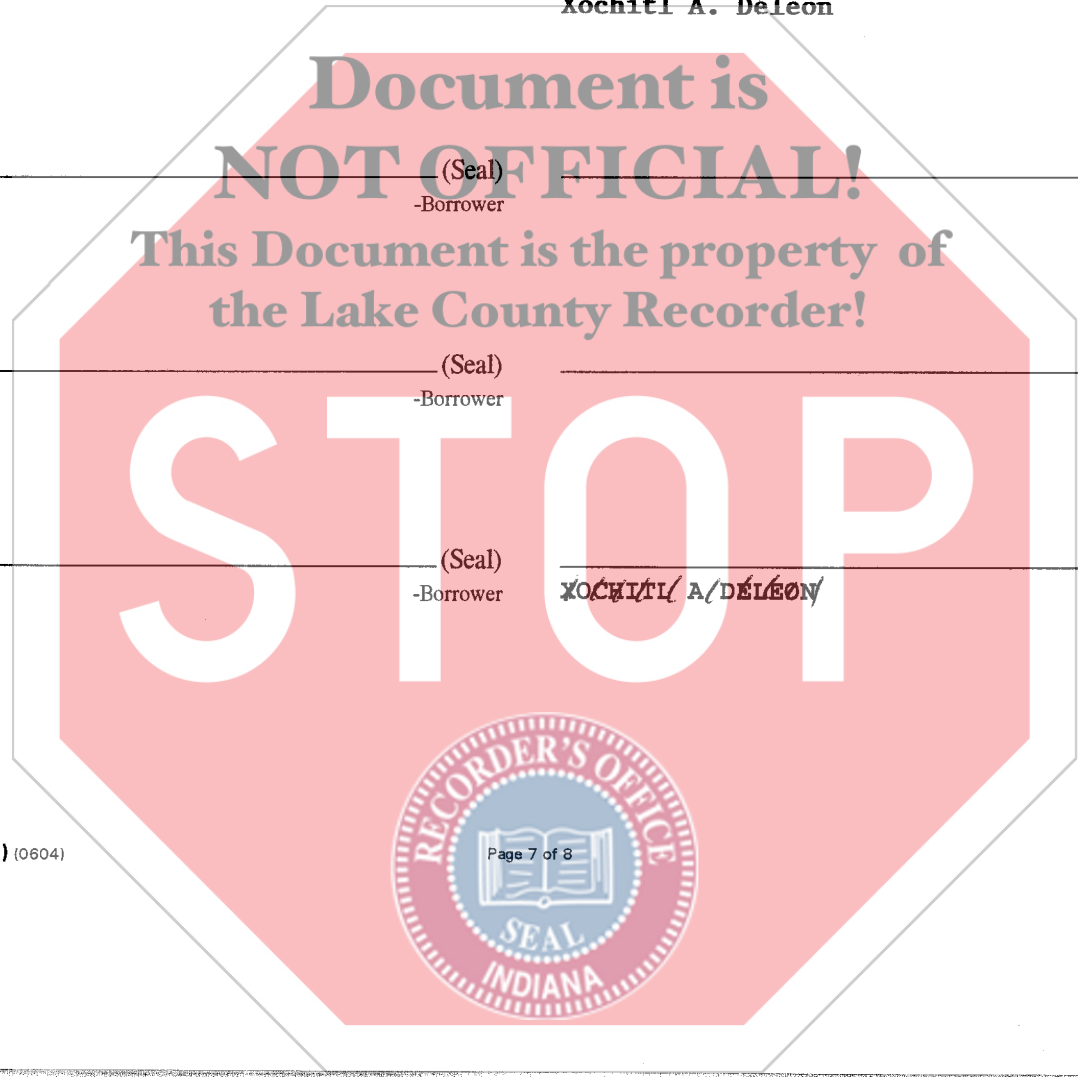 Xochitl A. Deleon
Document is
NOT OFFICIAL!
(Seal)
-Borrower
This Document is the property of
the Lake County Recorder!
(Seal)
-Borrower
STOP
(Seal)
-Borrower
XOCHITL A DELEON
RECORDER'S OFFICE
) (0604)
Page 7 of 8
SEAL
INDIANA